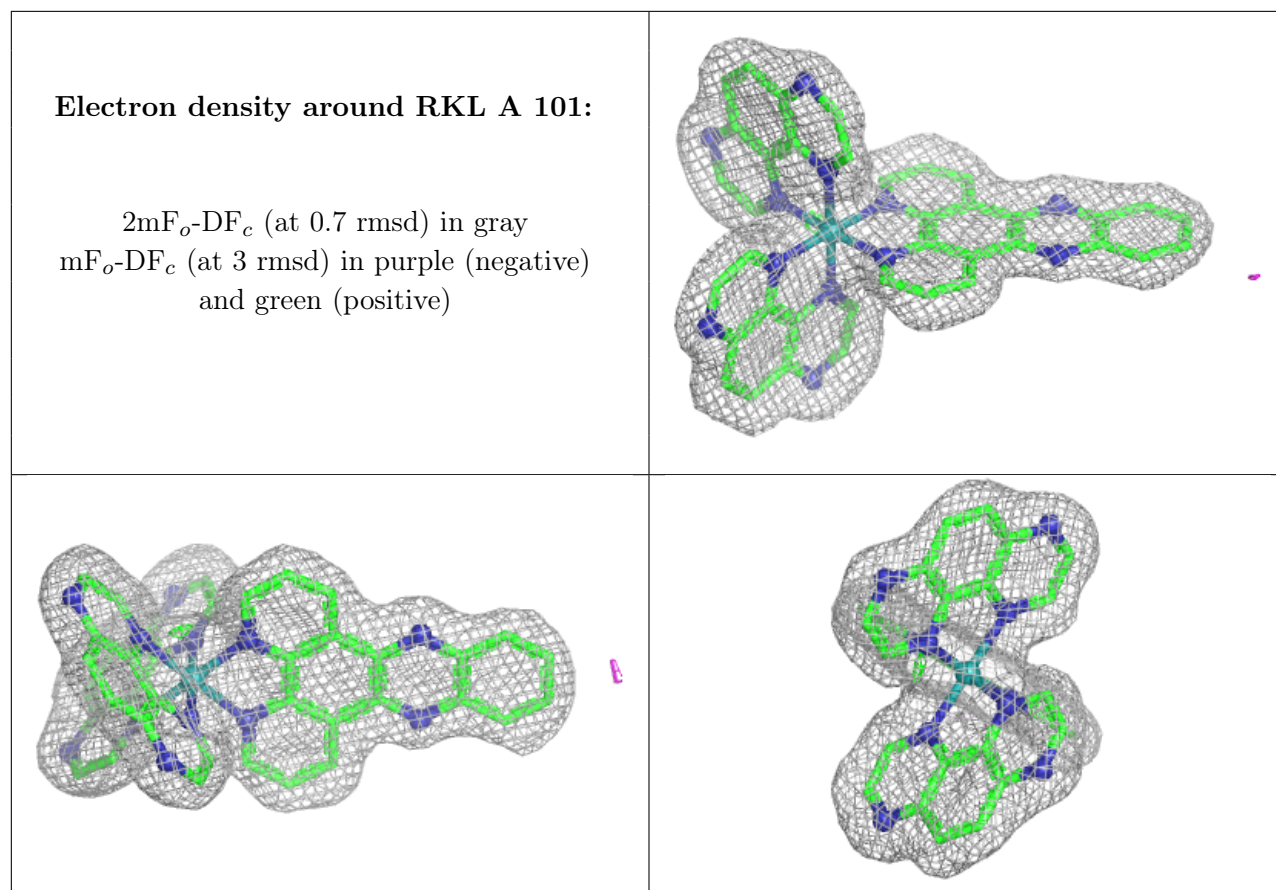 Electron density around RKL A 101:
2mFo-DFc (at 0.7 rmsd) in gray
mFo-DFc (at 3 rmsd) in purple (negative)
and green (positive)